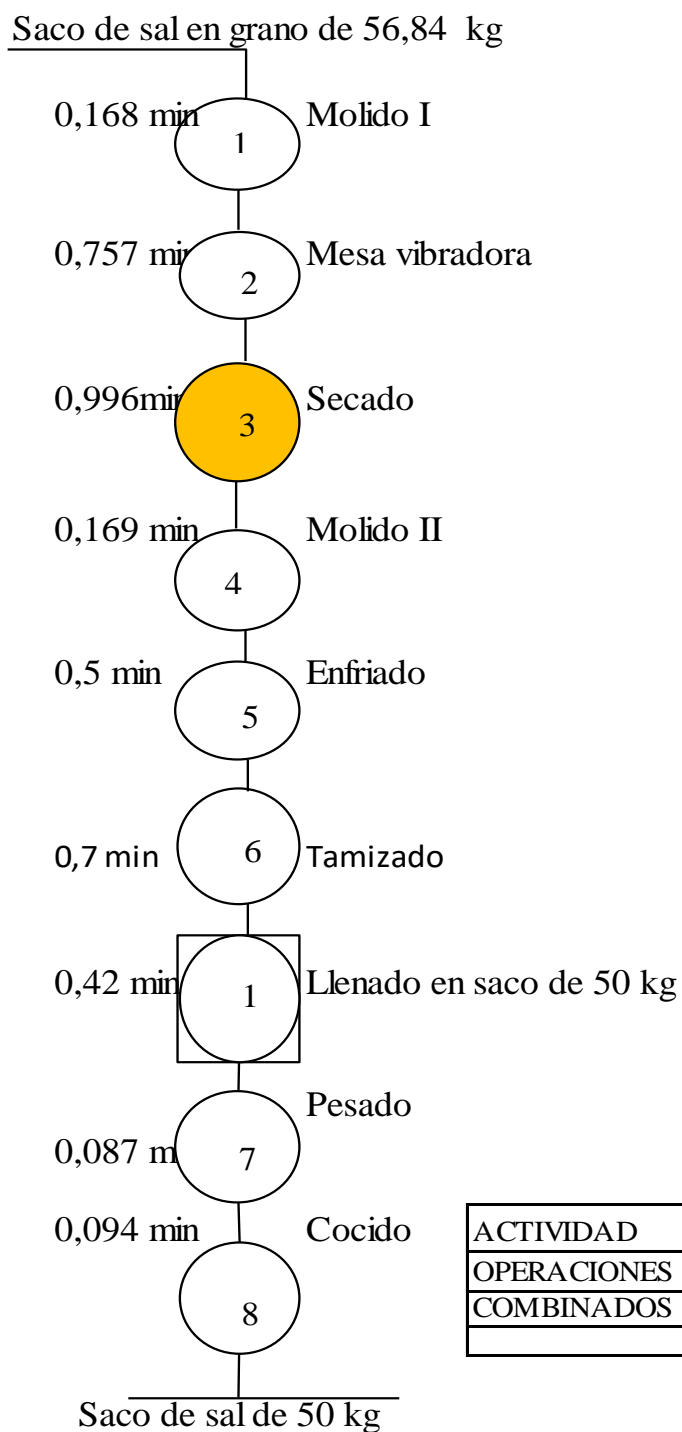 Saco de sal en grano de 56,84 kg
0,168 min 1 Molido I
0,757 min 2 Mesa vibradora
0,996min 3 Secado
0,169 min 4 Molido II
0,5 min 5 Enfriado
0,7 min 6 Tamizado
0,42 min 1 Llenado en saco de 50 kg
Pesado
0,087 m 7
0,094 min Cocido
8
ACTIVIDAD
OPERACIONES
COMBINADOS
Saco de sal de 50 kg